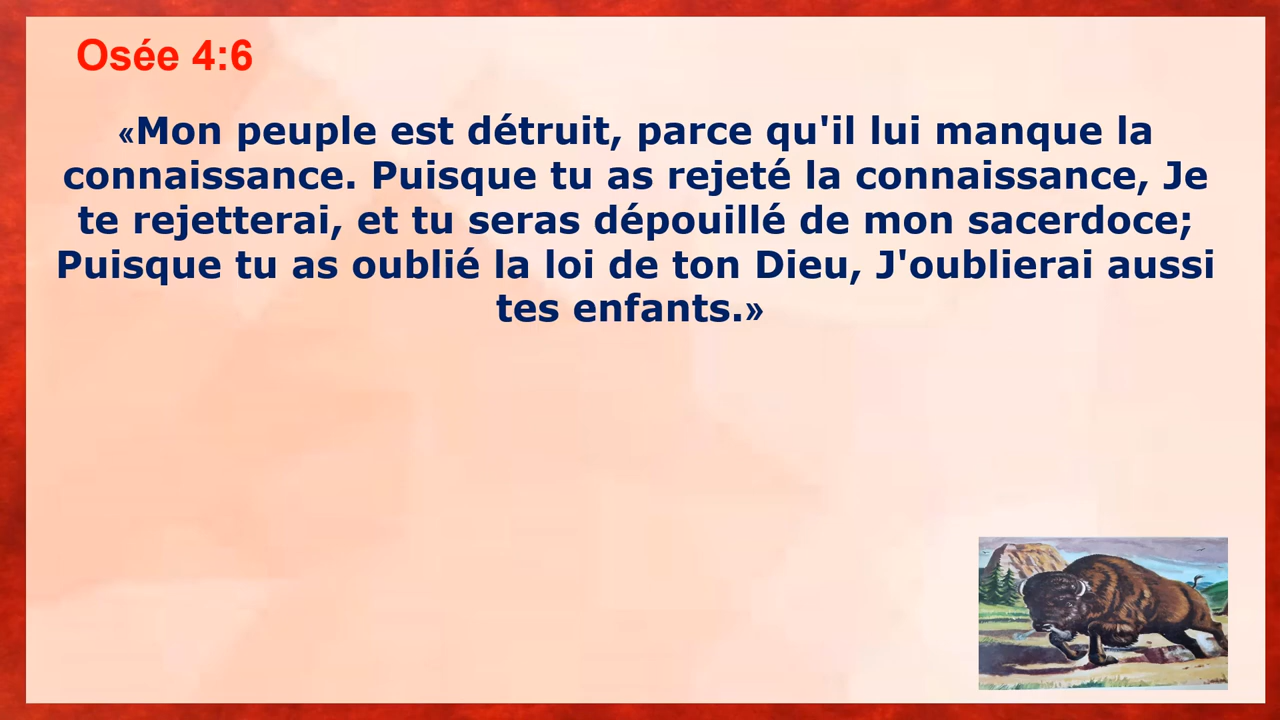 Osée 4:6
«Mon peuple est détruit, parce qu'il lui manque la
connaissance. Puisque tu as rejeté la connaissance, Je
te rejetterai, et tu seras dépouillé de mon sacerdoce;
Puisque tu as oublié la loi de ton Dieu, J'oublierai aussi
tes enfants.»